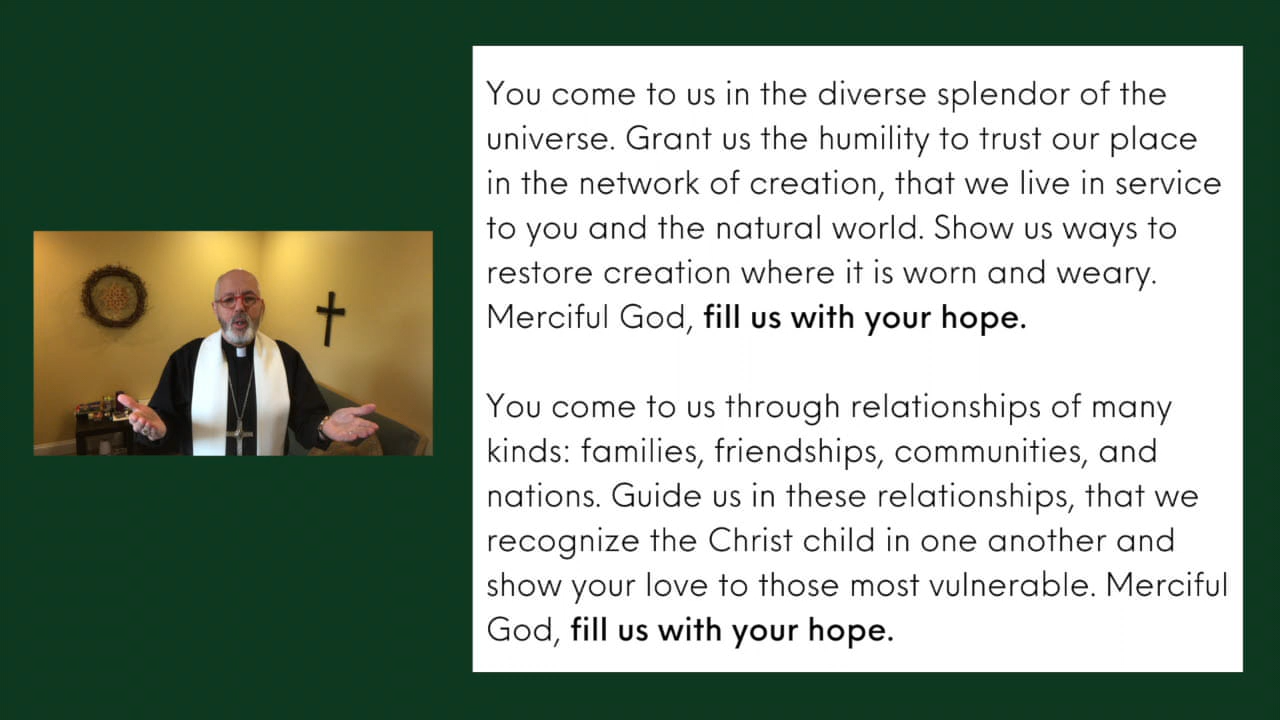 You come to us in the diverse splendor of the
universe. Grant us the humility to trust our place
in the network of creation, that we live in service
to you and the natural world. Show us ways to
restore creation where it is worn and weary.
Merciful God, fill us with your hope.
You come to us through relationships of many
kinds: families, friendships, communities, and
nations. Guide us in these relationships, that we
recognize the Christ child in one another and
show your love to those most vulnerable. Merciful
God, fill us with your hope.